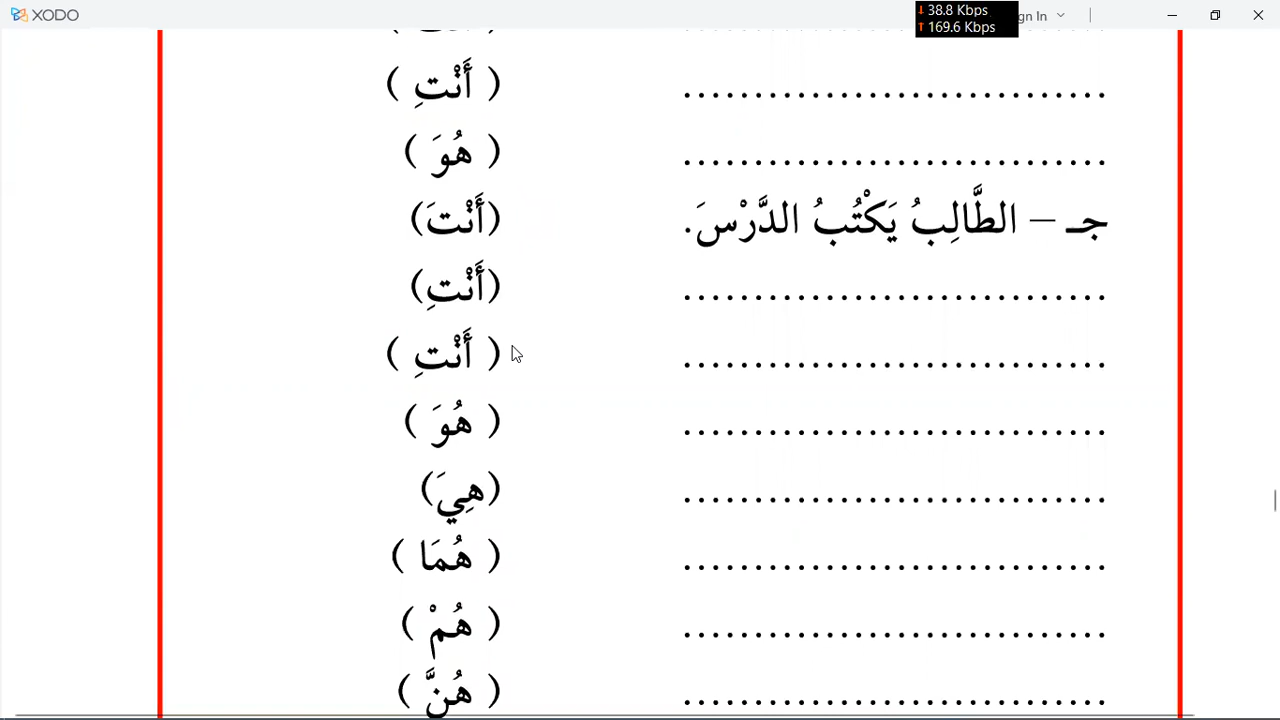 XODO
↓ 38.8 Kbps
↑ 169.6 Kbps
gn In
.............................. ( أَنْتِ )
.............................. ( هُوَ )
جـ – الطَّالِبُ يَكْتُبُ الدَّرْسَ. (أَنْتَ)
.............................. (أَنْتِ)
.............................. ( أَنْتِ )
.............................. ( هُوَ )
.............................. (هِيَ)
.............................. ( هُمَا )
.............................. ( هُمْ )
.............................. ( هُنَّ )